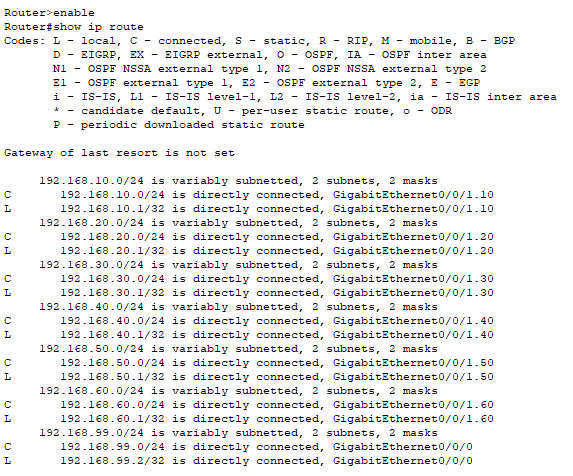 Router>enable
Router#show ip route
Codes: L - local, C - connected, S - static, R - RIP, M - mobile, B - BGP
       D - EIGRP, EX - EIGRP external, O - OSPF, IA - OSPF inter area
       N1 - OSPF NSSA external type 1, N2 - OSPF NSSA external type 2
       E1 - OSPF external type 1, E2 - OSPF external type 2, E - EGP
       i - IS-IS, L1 - IS-IS level-1, L2 - IS-IS level-2, ia - IS-IS inter area
       * - candidate default, U - per-user static route, o - ODR
       P - periodic downloaded static route

Gateway of last resort is not set

     192.168.10.0/24 is variably subnetted, 2 subnets, 2 masks
C       192.168.10.0/24 is directly connected, GigabitEthernet0/0/1.10
L       192.168.10.1/32 is directly connected, GigabitEthernet0/0/1.10
     192.168.20.0/24 is variably subnetted, 2 subnets, 2 masks
C       192.168.20.0/24 is directly connected, GigabitEthernet0/0/1.20
L       192.168.20.1/32 is directly connected, GigabitEthernet0/0/1.20
     192.168.30.0/24 is variably subnetted, 2 subnets, 2 masks
C       192.168.30.0/24 is directly connected, GigabitEthernet0/0/1.30
L       192.168.30.1/32 is directly connected, GigabitEthernet0/0/1.30
     192.168.40.0/24 is variably subnetted, 2 subnets, 2 masks
C       192.168.40.0/24 is directly connected, GigabitEthernet0/0/1.40
L       192.168.40.1/32 is directly connected, GigabitEthernet0/0/1.40
     192.168.50.0/24 is variably subnetted, 2 subnets, 2 masks
C       192.168.50.0/24 is directly connected, GigabitEthernet0/0/1.50
L       192.168.50.1/32 is directly connected, GigabitEthernet0/0/1.50
     192.168.60.0/24 is variably subnetted, 2 subnets, 2 masks
C       192.168.60.0/24 is directly connected, GigabitEthernet0/0/1.60
L       192.168.60.1/32 is directly connected, GigabitEthernet0/0/1.60
     192.168.99.0/24 is variably subnetted, 2 subnets, 2 masks
C       192.168.99.0/24 is directly connected, GigabitEthernet0/0/0
L       192.168.99.2/32 is directly connected, GigabitEthernet0/0/0